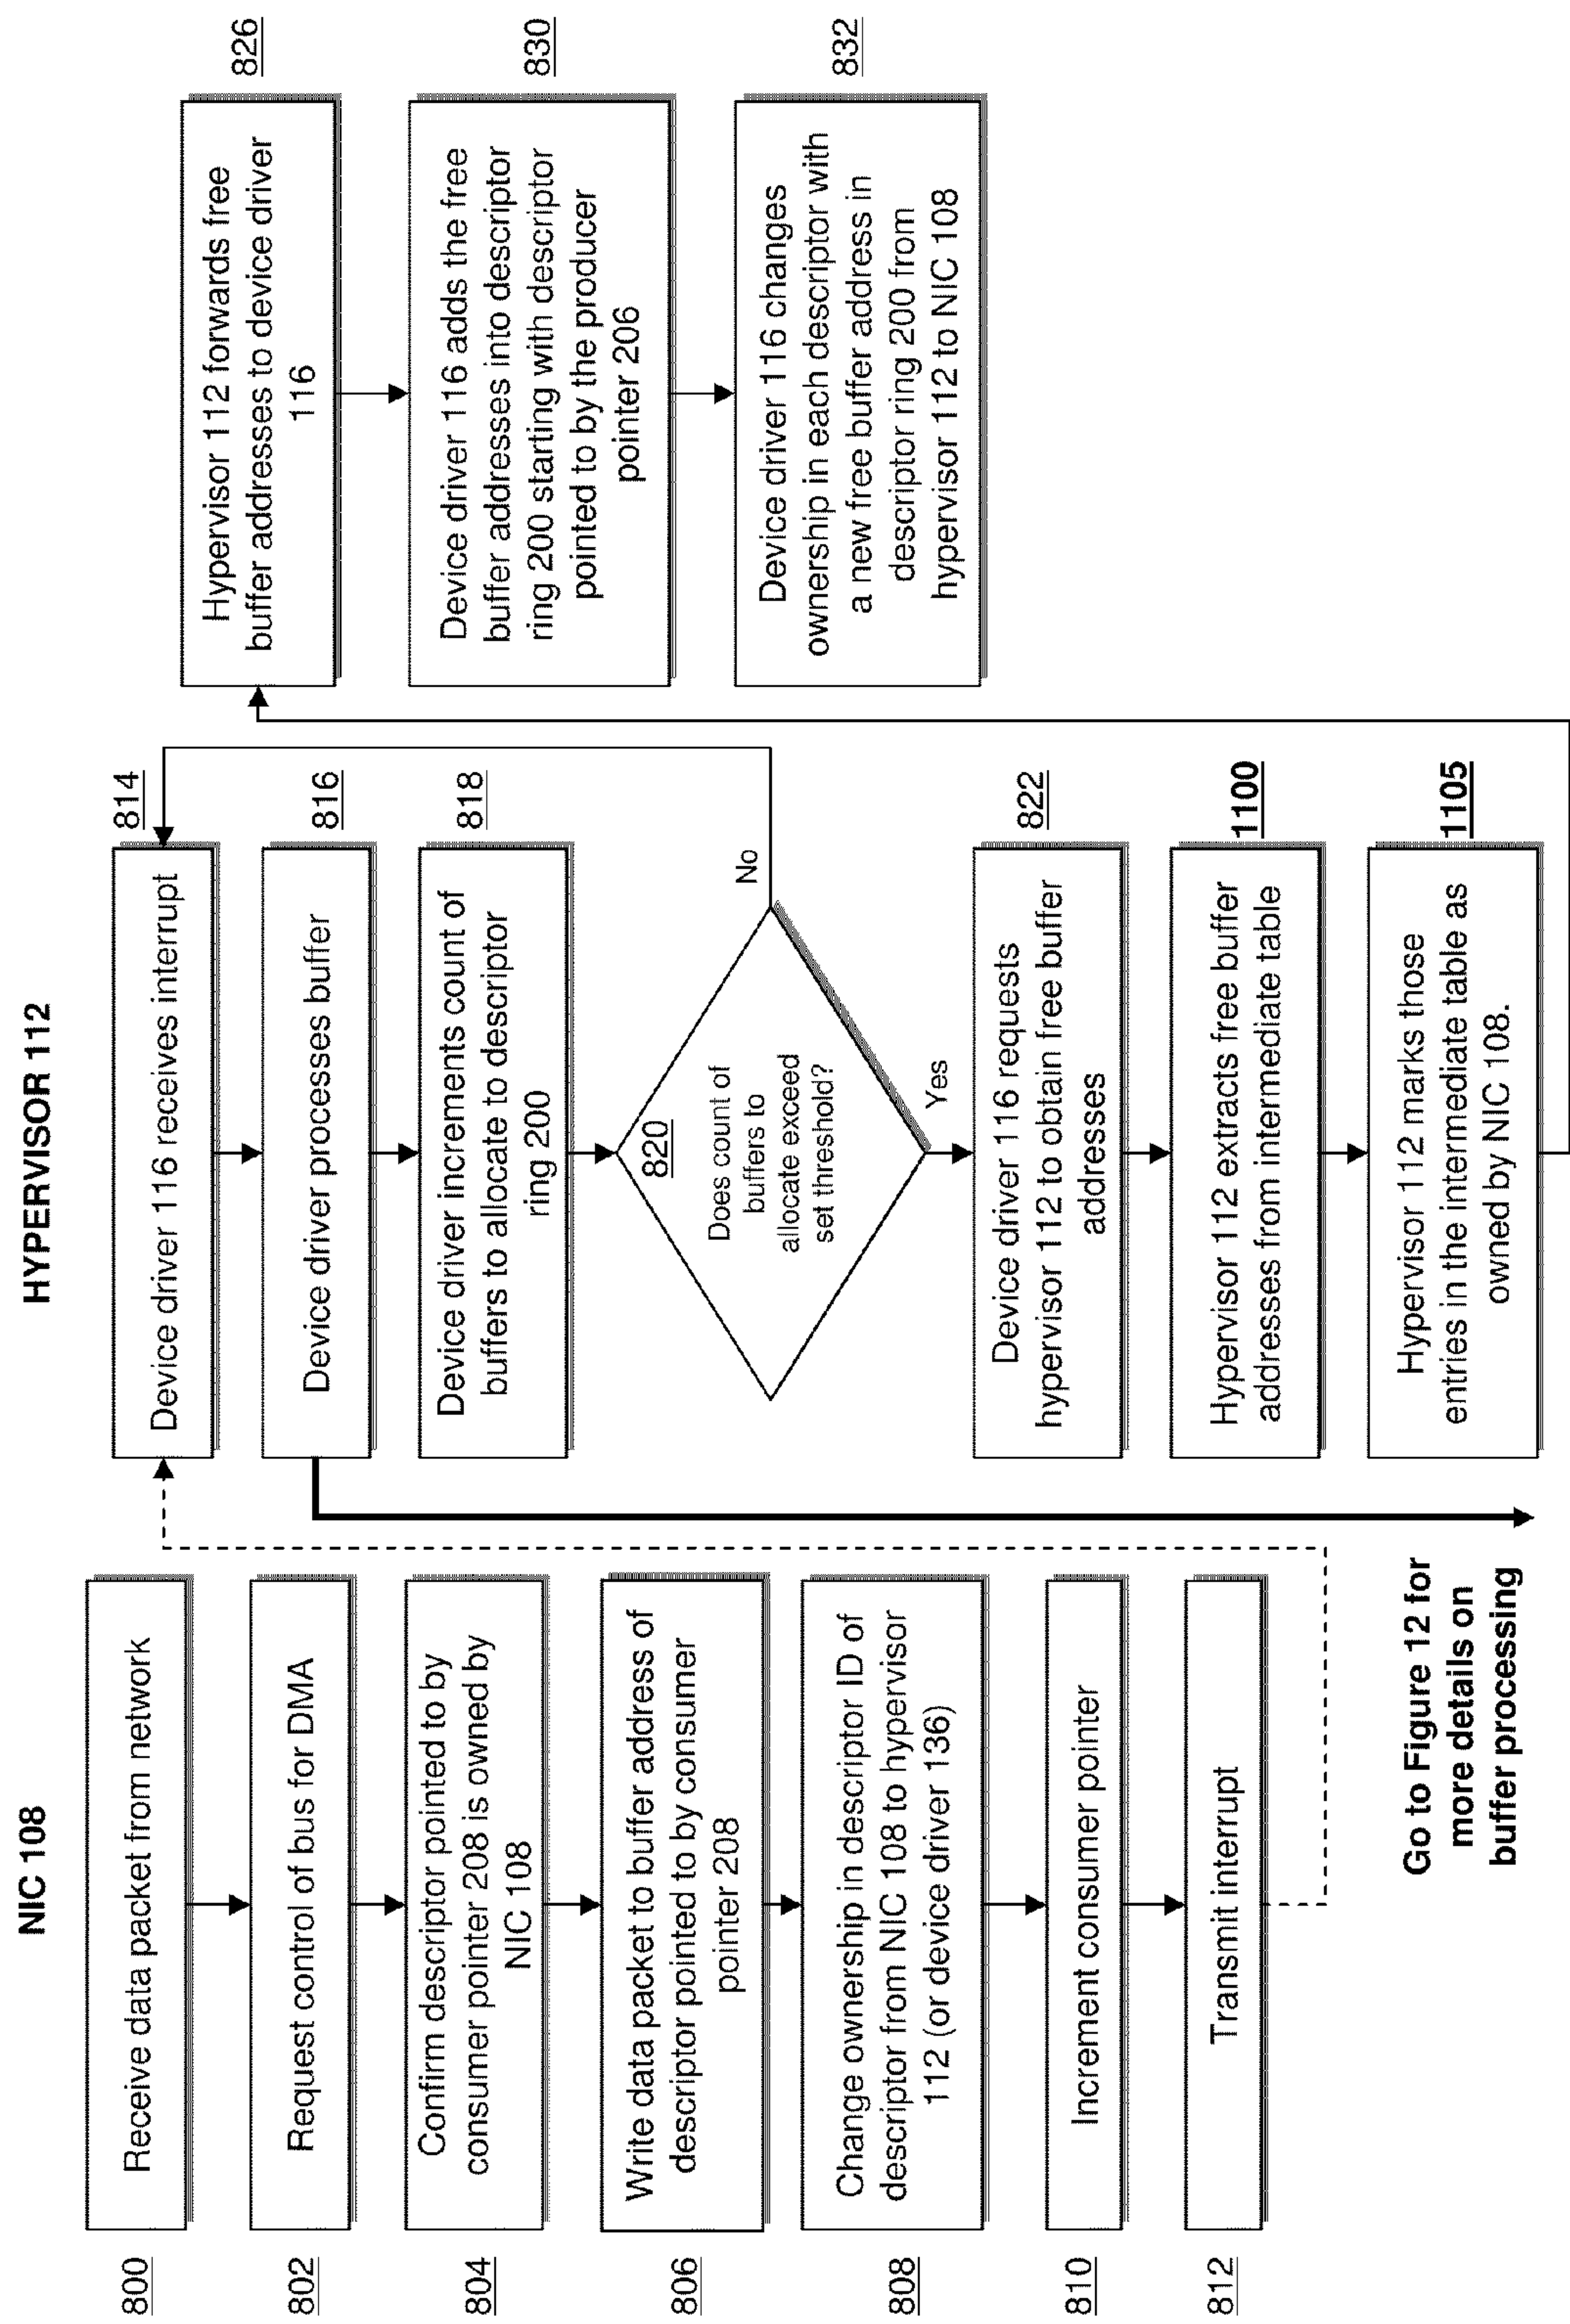 NIC 108
800
Receive data packet from network
802
Request control of bus for DMA
804
Confirm descriptor pointed to by
consumer pointer 208 is owned by
NIC 108
806
Write data packet to buffer address of
descriptor pointed to by consumer
pointer 208
808
Change ownership in descriptor ID of
descriptor from NIC 108 to hypervisor
112 (or device driver 136)
810
Increment consumer pointer
812
Transmit interrupt
Go to Figure 12 for
more details on
buffer processing
HYPERVISOR 112
814
Device driver 116 receives interrupt
816
Device driver processes buffer
818
Device driver increments count of
buffers to allocate to descriptor
ring 200
820
Does count of
buffers to
allocate exceed
set threshold?
No
Yes
822
Device driver 116 requests
hypervisor 112 to obtain free buffer
addresses
1100
Hypervisor 112 extracts free buffer
addresses from intermediate table
1105
Hypervisor 112 marks those
entries in the intermediate table as
owned by NIC 108.
826
Hypervisor 112 forwards free
buffer addresses to device driver
116
830
Device driver 116 adds the free
buffer addresses into descriptor
ring 200 starting with descriptor
pointed to by the producer
pointer 206
832
Device driver 116 changes
ownership in each descriptor with
a new free buffer address in
descriptor ring 200 from
hypervisor 112 to NIC 108